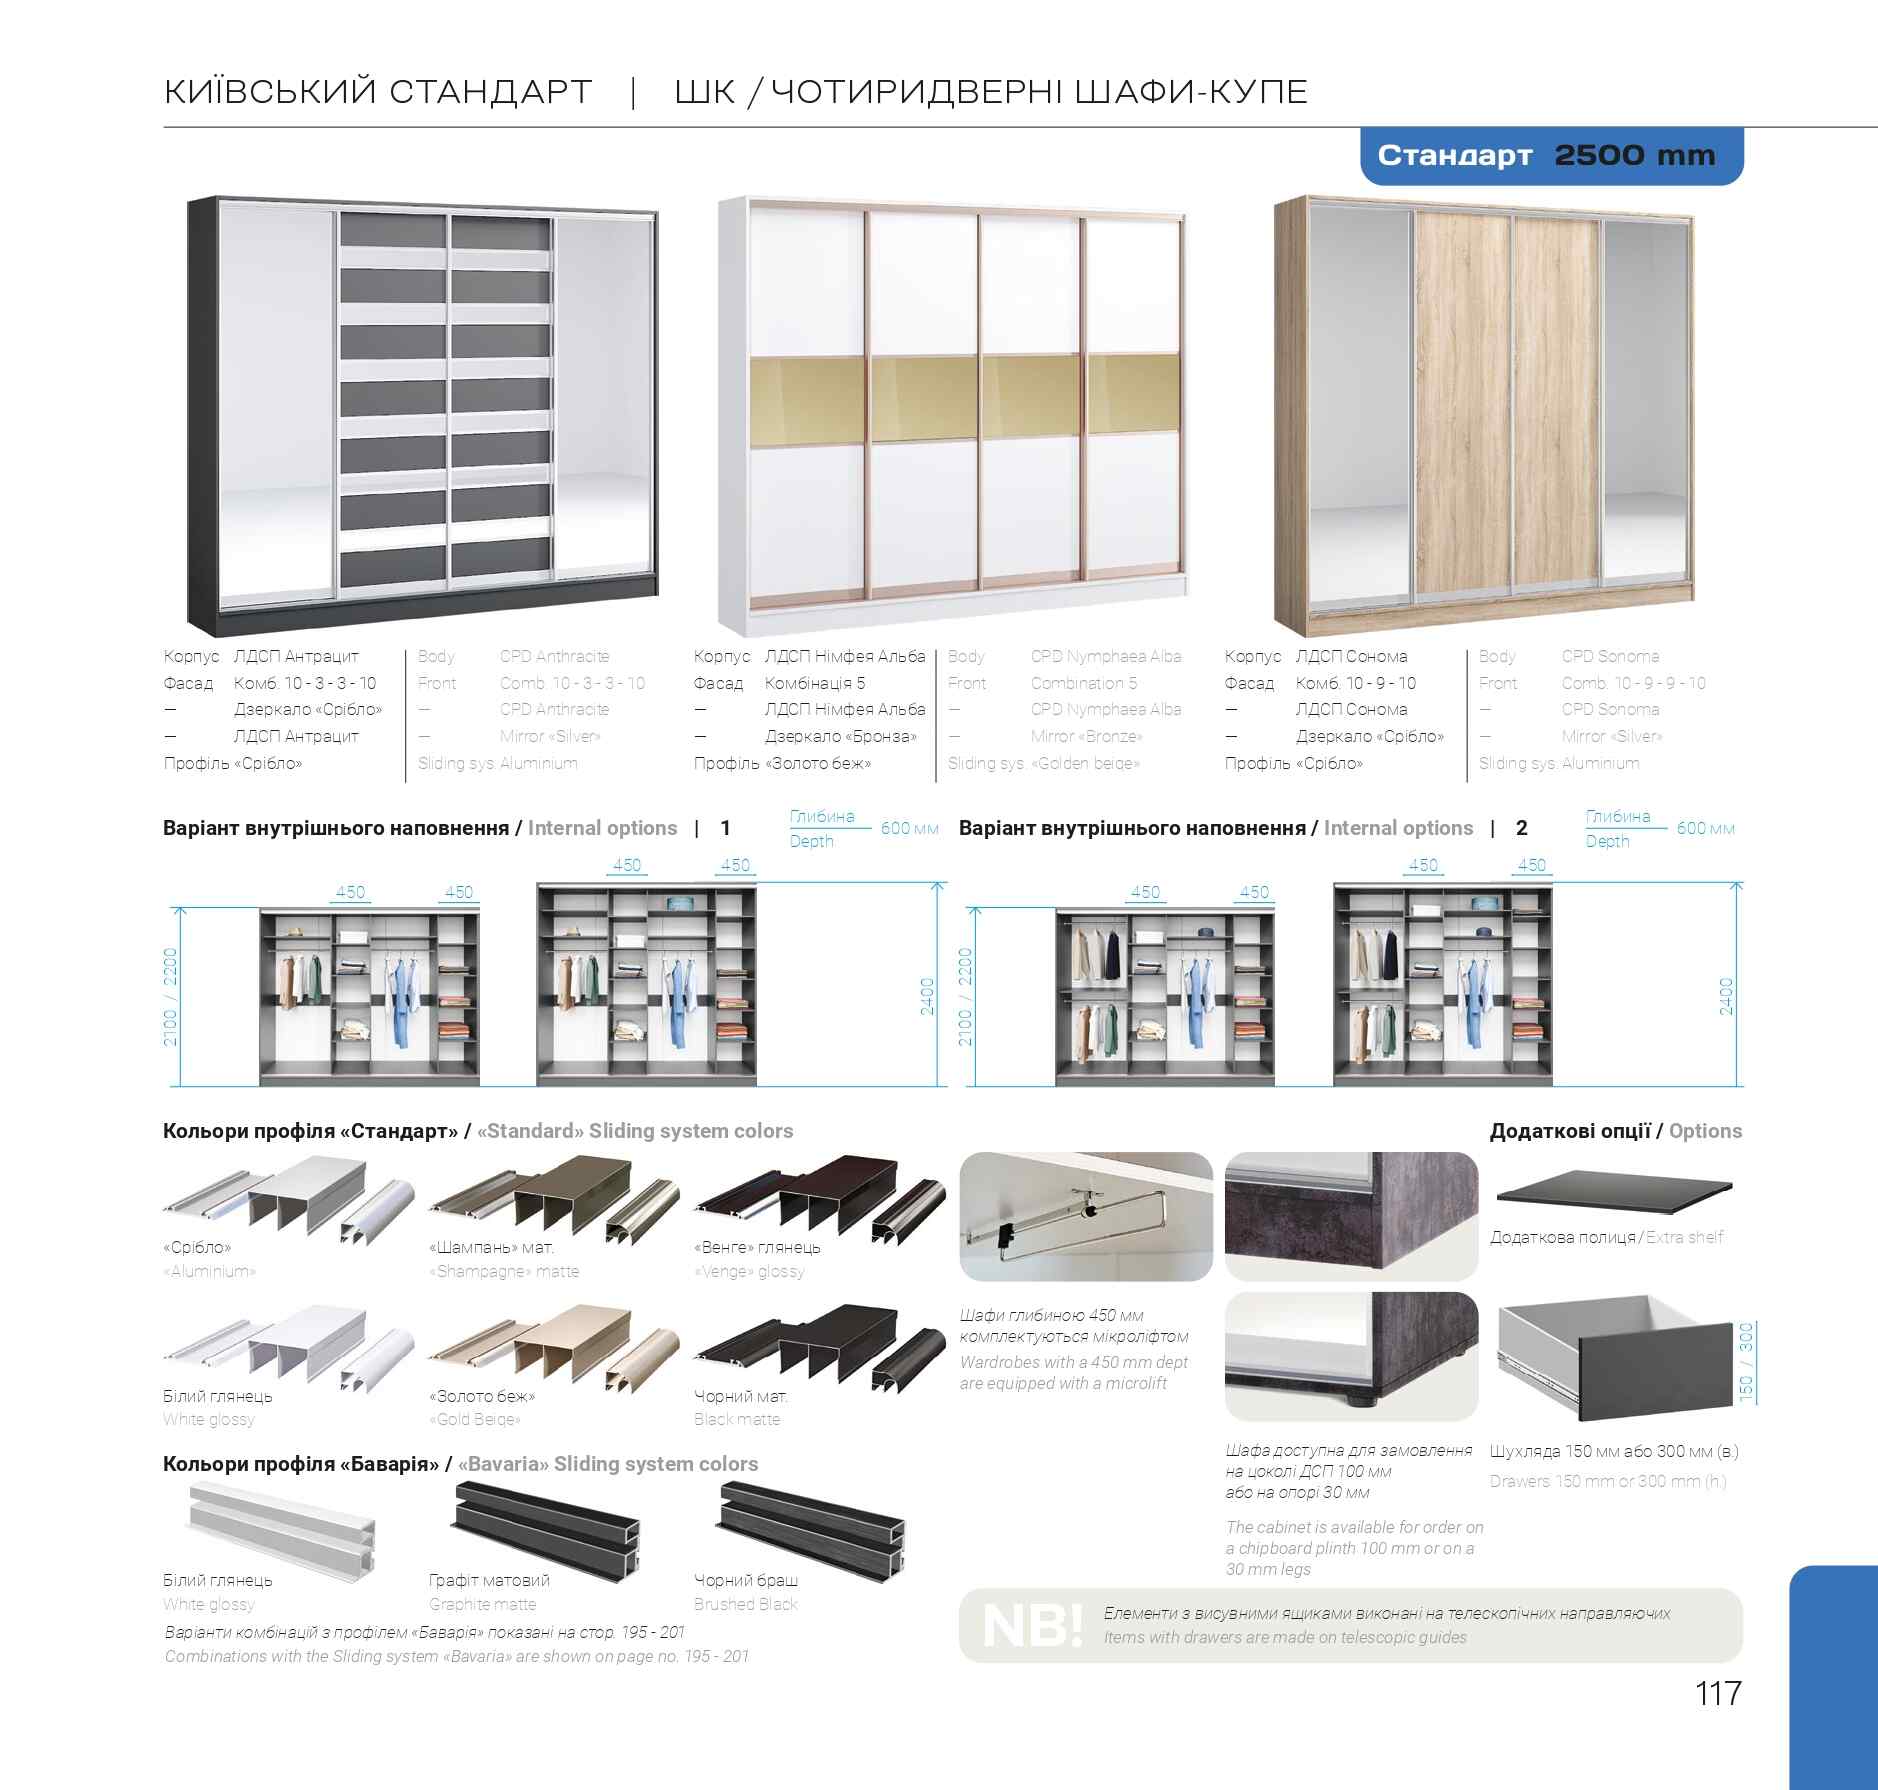 КИЇВСЬКИЙ СТАНДАРТ | ШК / ЧОТИРИДВЕРНІ ШАФИ-КУПЕ
Стандарт 2500 mm
Корпус ЛДСП Антрацит
Фасад Комб. 10 - 3 - 3 - 10
— Дзеркало «Срібло»
— ЛДСП Антрацит
Профіль «Срібло»
Body CPD Anthracite
Front Comb. 10 - 3 - 3 - 10
— CPD Anthracite
— Mirror «Silver»
Sliding sys. Aluminium
Корпус ЛДСП Німфея Альба
Фасад Комбінація 5
— ЛДСП Німфея Альба
— Дзеркало «Бронза»
Профіль «Золото беж»
Body CPD Nymphaea Alba
Front Combination 5
— CPD Nymphaea Alba
— Mirror «Bronze»
Sliding sys. «Golden beige»
Корпус ЛДСП Сонома
Фасад Комб. 10 - 9 - 10
— ЛДСП Сонома
— Дзеркало «Срібло»
Профіль «Срібло»
Body CPD Sonoma
Front Comb. 10 - 9 - 9 - 10
— CPD Sonoma
— Mirror «Silver»
Sliding sys. Aluminium
Варіант внутрішнього наповнення / Internal options | 1
Глибина
Depth
600 мм
450 450
450 450
2100 / 2200
2400
Варіант внутрішнього наповнення / Internal options | 2
Глибина
Depth
600 мм
450 450
450 450
2100 / 2200
2400
Кольори профіля «Стандарт» / «Standard» Sliding system colors
«Срібло»
«Aluminium»
«Шампань» мат.
«Shampagne» matte
«Венге» глянець
«Venge» glossy
Білий глянець
White glossy
«Золото беж»
«Gold Beige»
Чорний мат.
Black matte
Кольори профіля «Баварія» / «Bavaria» Sliding system colors
Білий глянець
White glossy
Графіт матовий
Graphite matte
Чорний браш
Brushed Black
Варіанти комбінацій з профілем «Баварія» показані на стор. 195 - 201
Combinations with the Sliding system «Bavaria» are shown on page no. 195 - 201
Шафи глибиною 450 мм
комплектуються мікроліфтом
Wardrobes with a 450 mm dept
are equipped with a microlift
Шафа доступна для замовлення
на цоколі ДСП 100 мм
або на опорі 30 мм
The cabinet is available for order on
a chipboard plinth 100 mm or on a
30 mm legs
Додаткові опції / Options
Додаткова полиця / Extra shelf
150 / 300
Шухляда 150 мм або 300 мм (в.)
Drawers 150 mm or 300 mm (h.)
NB!
Елементи з висувними ящиками виконані на телескопічних направляючих
Items with drawers are made on telescopic guides
117